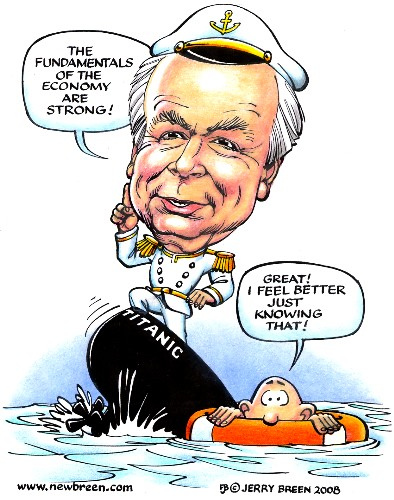 THE
FUNDAMENTALS
OF THE
ECONOMY
ARE
STRONG!
TITANIC
GREAT!
I FEEL BETTER
JUST
KNOWING
THAT!
www.newbreen.com
JB © JERRY BREEN 2008